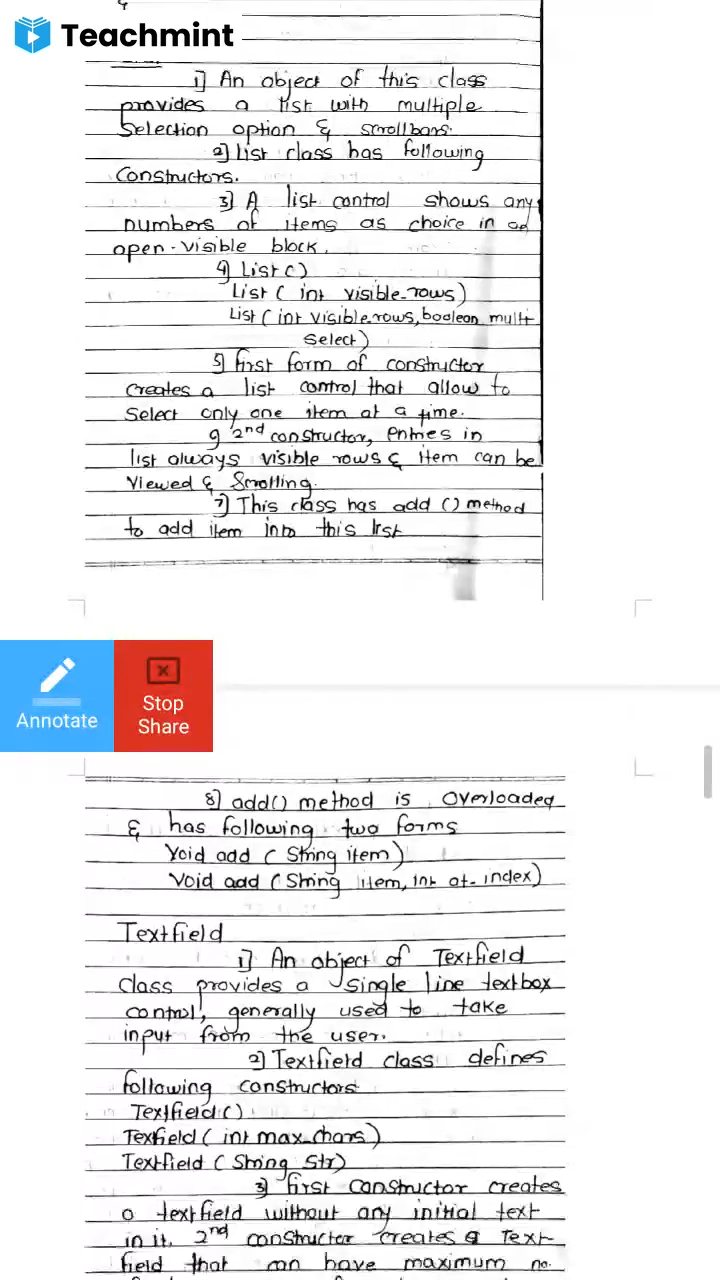 Teachmint
1] An object of this class
provides a list with multiple
Selection option & scrollbars.
2] list class has following
Constructors.
3] A list control shows any
numbers of items as choice in an
open-visible block.
4] List()
List( int visible-rows)
List( int visible-rows, boolean multi-
select)
5] first form of constructor
creates a list control that allow to
Select only one item at a time.
2nd constructor, entries in
list always visible rows & item can be
Viewed & Scrolling.
7] This class has add () method
to add item into this list
Annotate
Stop
Share
8] add() method is Overloaded
& has following two forms
Void add ( String item)
Void add ( String item, int at-index)
Textfield
1] An object of Textfield
class provides a single line textbox
control, generally used to take
input from the user.
2] Textfield class defines
following constructors
Textfield()
Texfield( int max-chars)
Textfield ( String str)
3] first constructor creates
a textfield without any initial text
in it. 2nd constructor creates a Text-
field that can have maximum no.